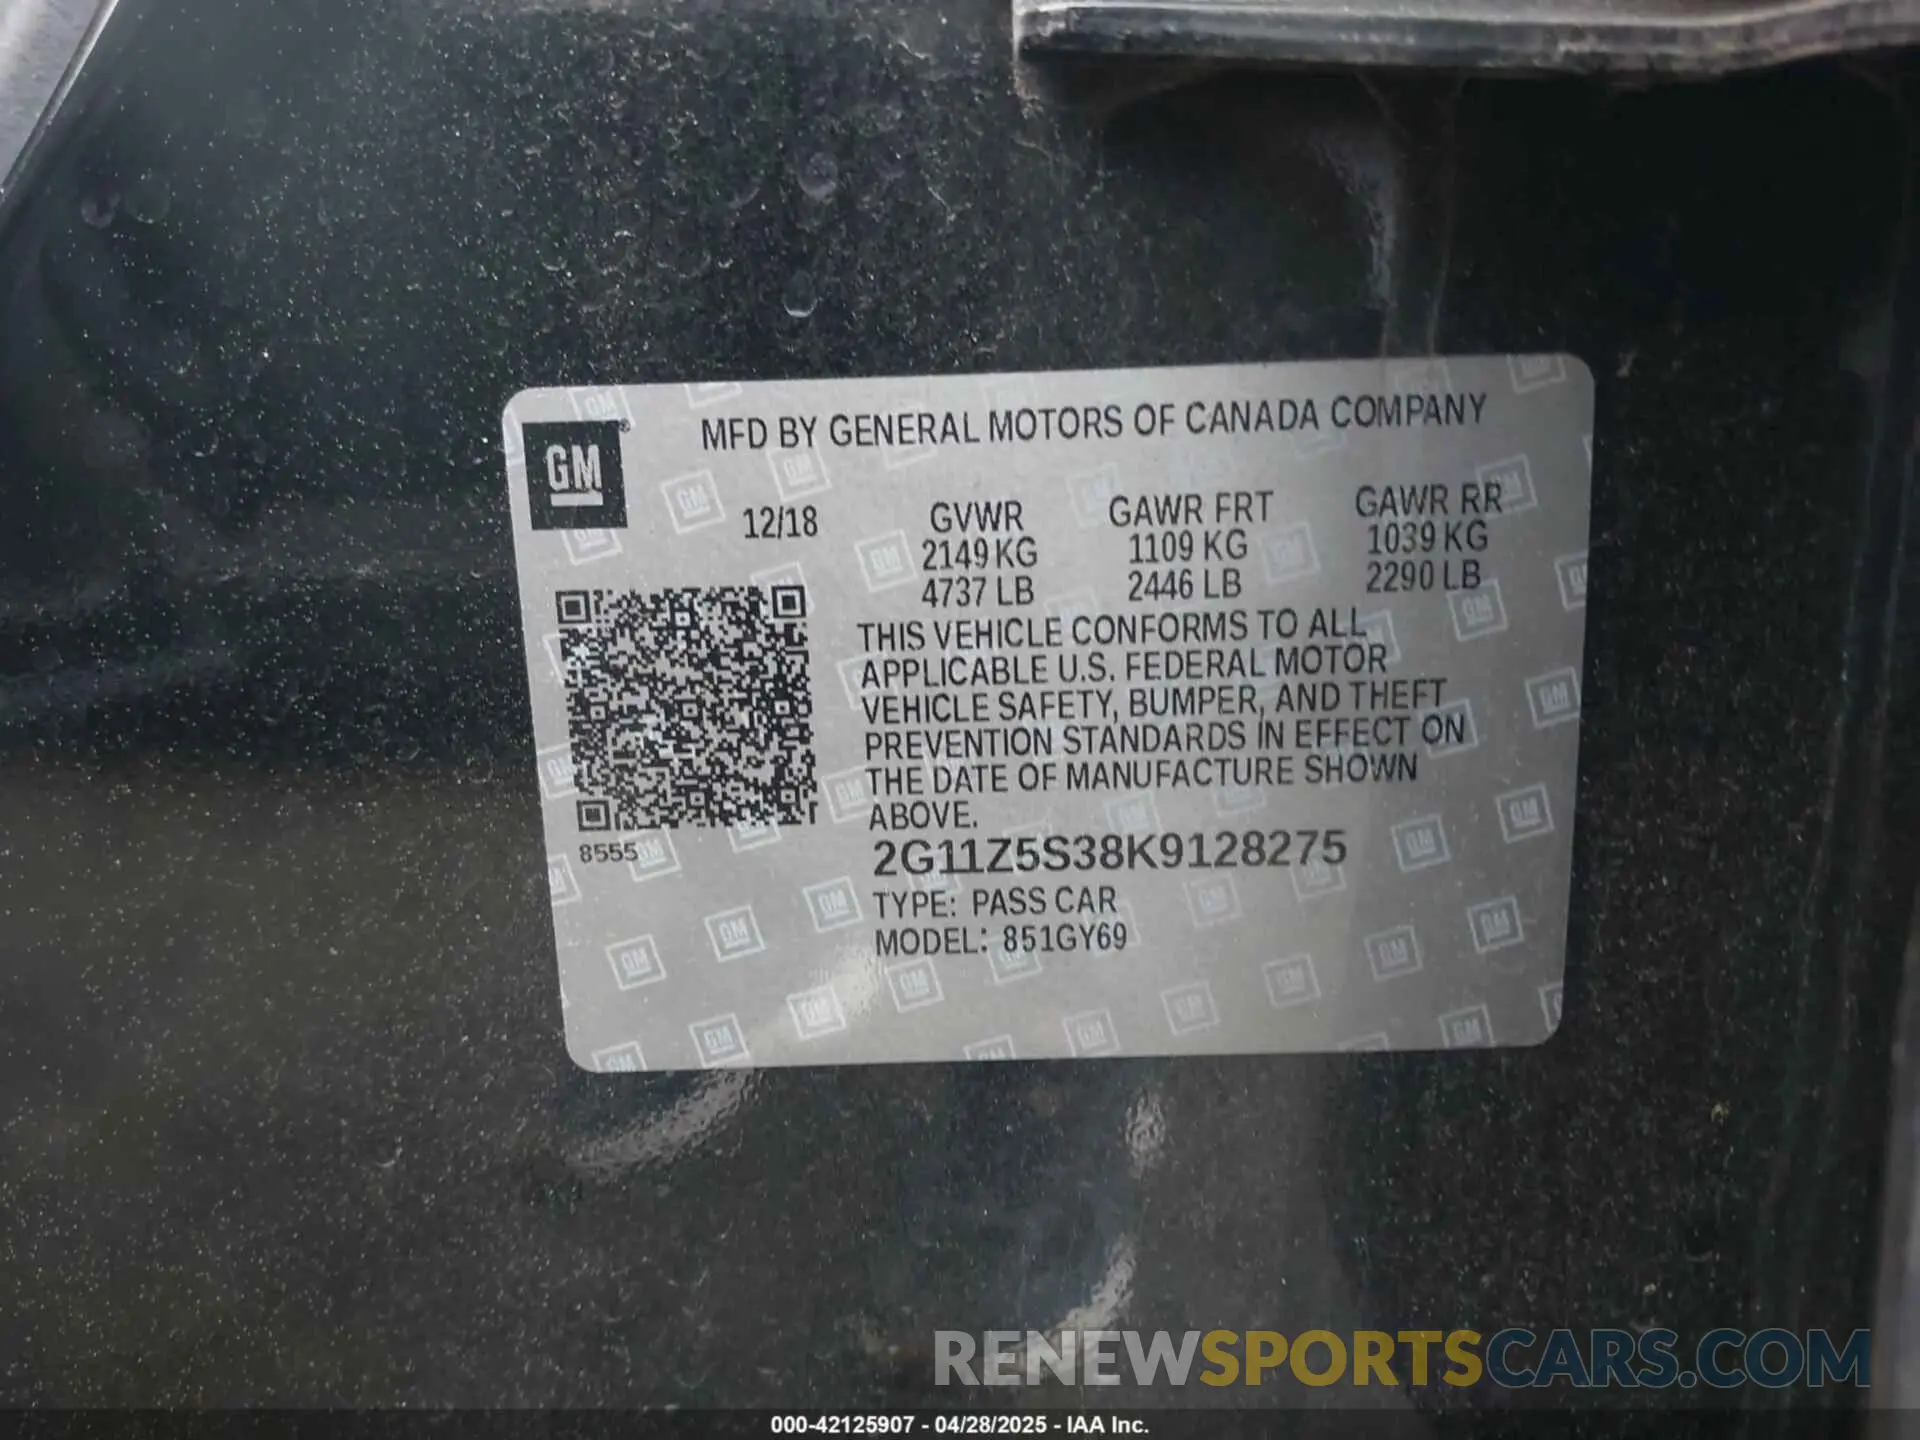 MFD BY GENERAL MOTORS OF CANADA COMPANY
GM®
12/18
GVWR GAWR FRT GAWR RR
2149 KG 1109 KG 1039 KG
4737 LB 2446 LB 2290 LB
THIS VEHICLE CONFORMS TO ALL
APPLICABLE U.S. FEDERAL MOTOR
VEHICLE SAFETY, BUMPER, AND THEFT
PREVENTION STANDARDS IN EFFECT ON
THE DATE OF MANUFACTURE SHOWN
ABOVE.
8555
2G11Z5S38K9128275
TYPE: PASS CAR
MODEL: 851GY69
RENEWSPORTSCARS.COM
000-42125907 - 04/28/2025 - IAA Inc.